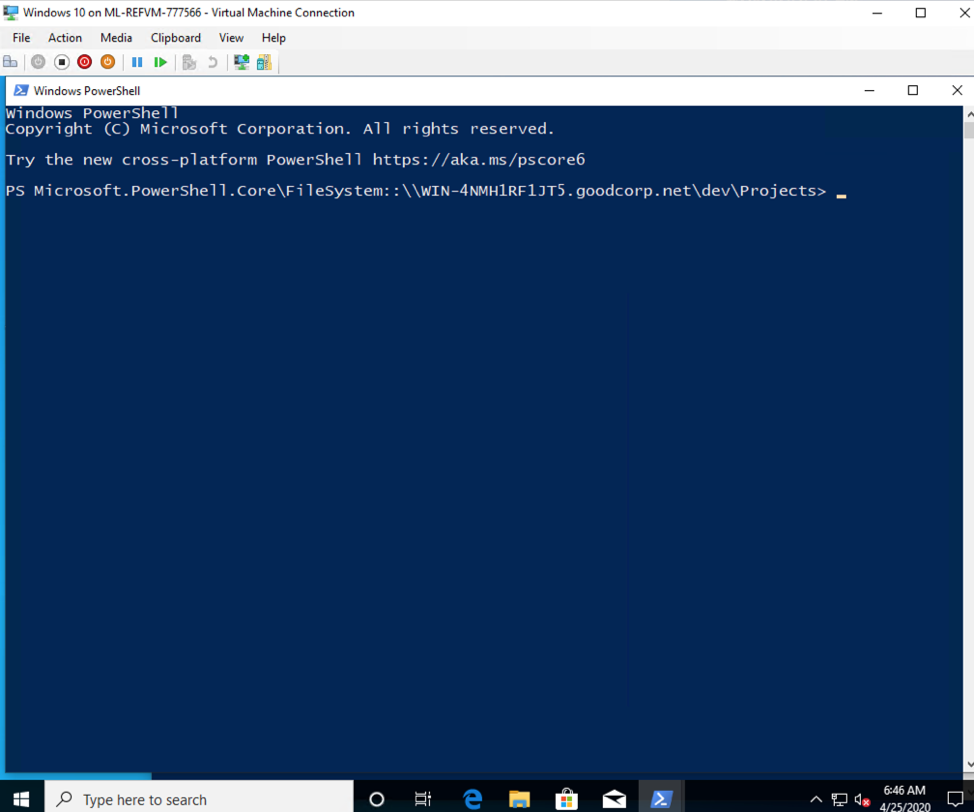 Windows 10 on ML-REFVM-777566 - Virtual Machine Connection
File Action Media Clipboard View Help
Windows PowerShell
Windows PowerShell
Copyright (C) Microsoft Corporation. All rights reserved.
Try the new cross-platform PowerShell https://aka.ms/pscore6
PS Microsoft.PowerShell.Core\FileSystem::\\WIN-4NMH1RF1JT5.goodcorp.net\dev\Projects> _
Type here to search
6:46 AM
4/25/2020